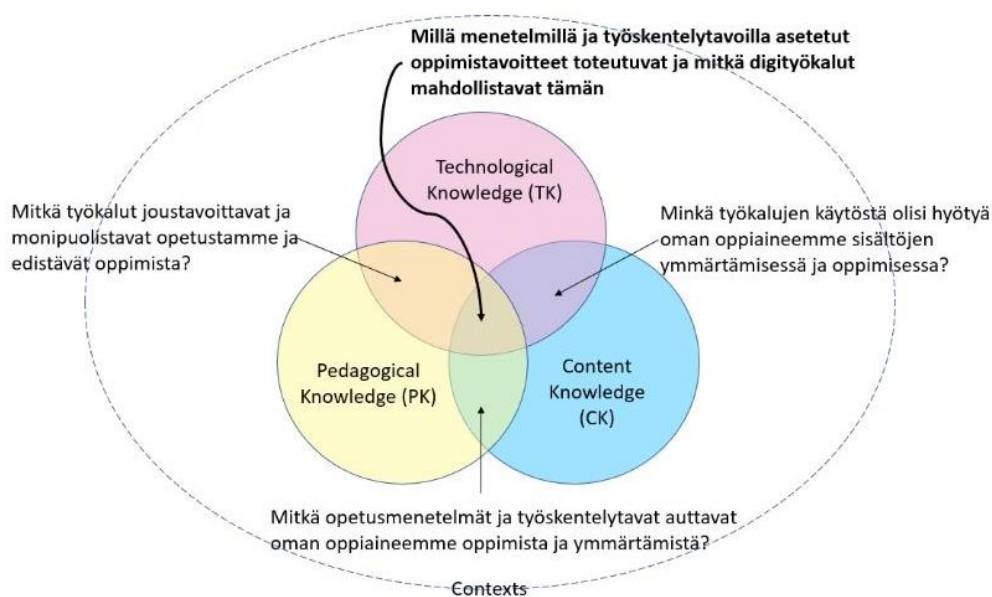 Millä menetelmillä ja työskentelytavoilla asetetut
oppimistavoitteet toteutuvat ja mitkä digityökalut
mahdollistavat tämän
Technological
Knowledge (TK)
Mitkä työkalut joustavoittavat ja
monipuolistavat opetustamme ja
edistävät oppimista?
Minkä työkalujen käytöstä olisi hyötyä
oman oppiaineemme sisältöjen
ymmärtämisessä ja oppimisessa?
Pedagogical
Knowledge (PK)
Content
Knowledge
(CK)
Mitkä opetusmenetelmät ja työskentelytavat auttavat
oman oppiaineemme oppimista ja ymmärtämistä?
Contexts